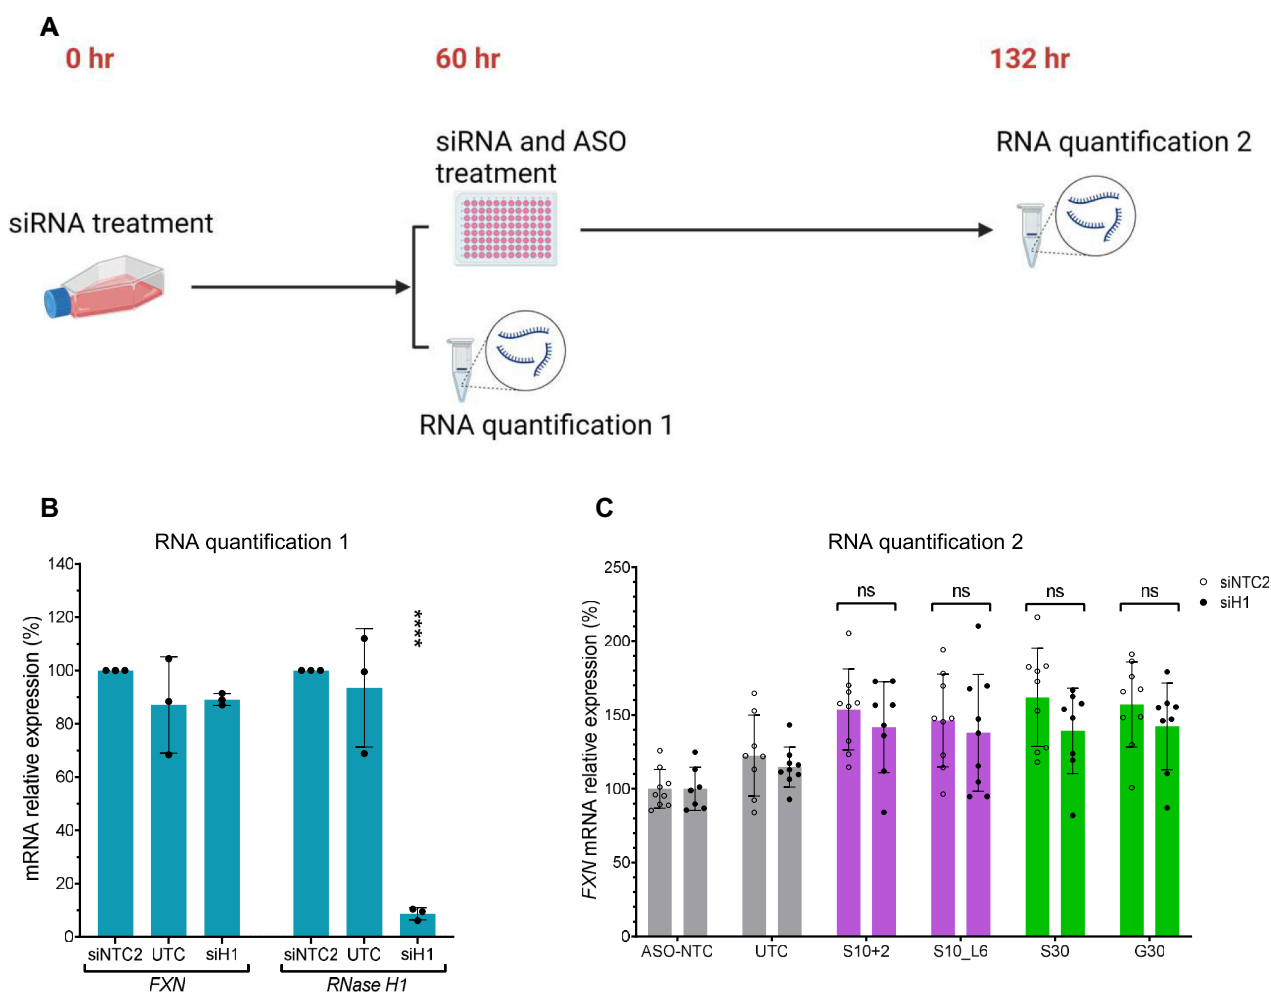 A
0 hr
60 hr
132 hr
siRNA treatment
siRNA and ASO
treatment
RNA quantification 1
RNA quantification 2
B
RNA quantification 1
mRNA relative expression (%)
140
120
100
80
60
40
20
0
****
siNTC2 UTC siH1 siNTC2 UTC siH1
FXN RNase H1
C
RNA quantification 2
FXN mRNA relative expression (%)
250
200
150
100
50
0
ns ns ns ns
siNTC2
siH1
ASO-NTC UTC S10+2 S10_L6 S30 G30